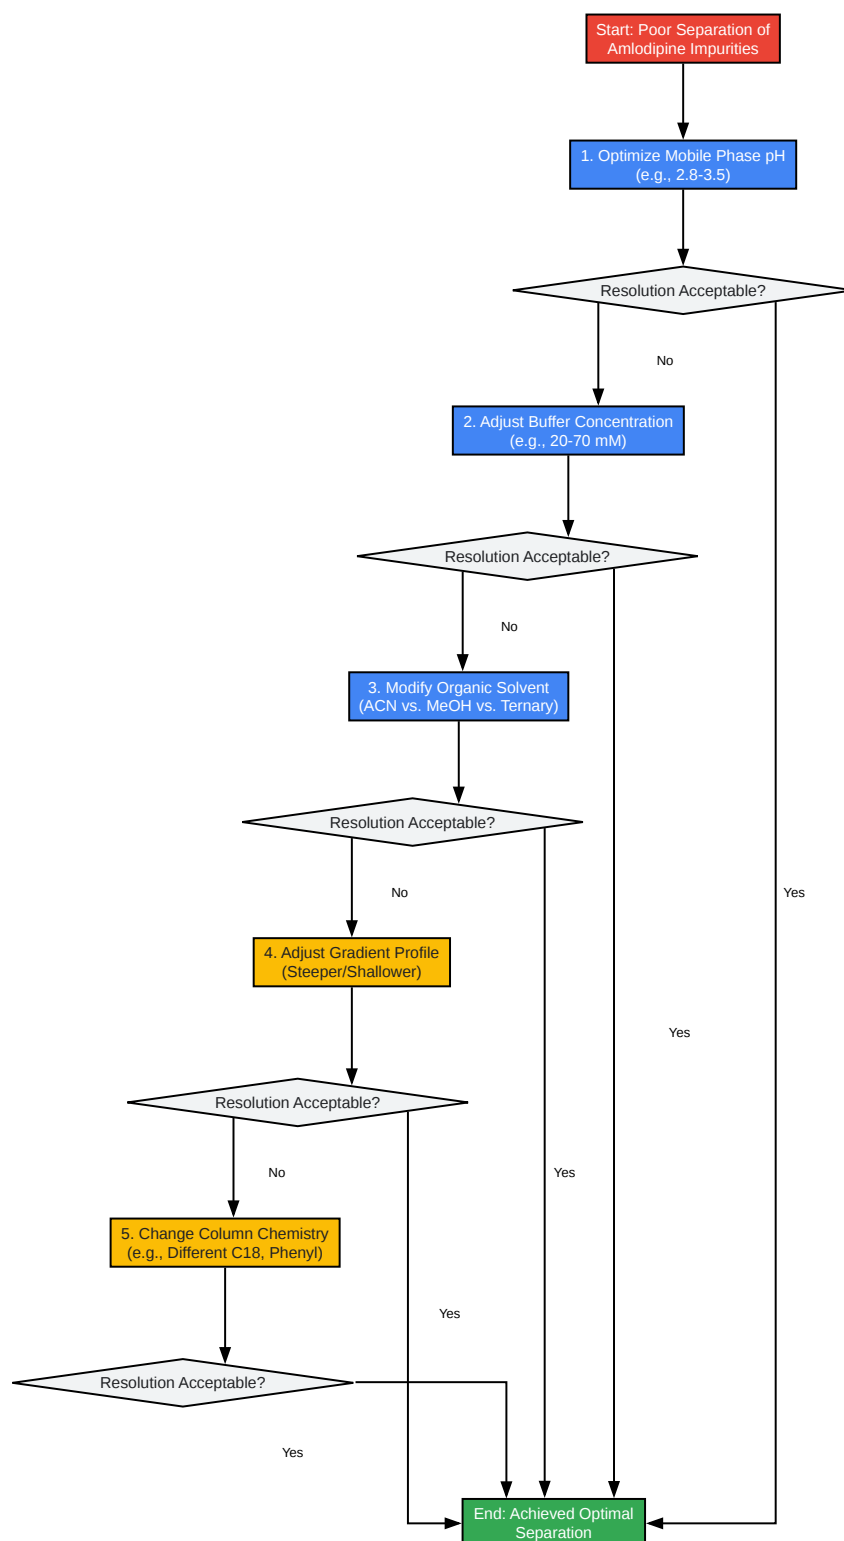 Start: Poor Separation of
Amlodipine Impurities
1. Optimize Mobile Phase pH
(e.g., 2.8-3.5)
Resolution Acceptable?
No
2. Adjust Buffer Concentration
(e.g., 20-70 mM)
Resolution Acceptable?
No
3. Modify Organic Solvent
(ACN vs. MeOH vs. Ternary)
Resolution Acceptable?
No
Yes
4. Adjust Gradient Profile
(Steeper/Shallower)
Yes
Resolution Acceptable?
No
Yes
5. Change Column Chemistry
(e.g., Different C18, Phenyl)
Yes
Resolution Acceptable?
Yes
End: Achieved Optimal
Separation